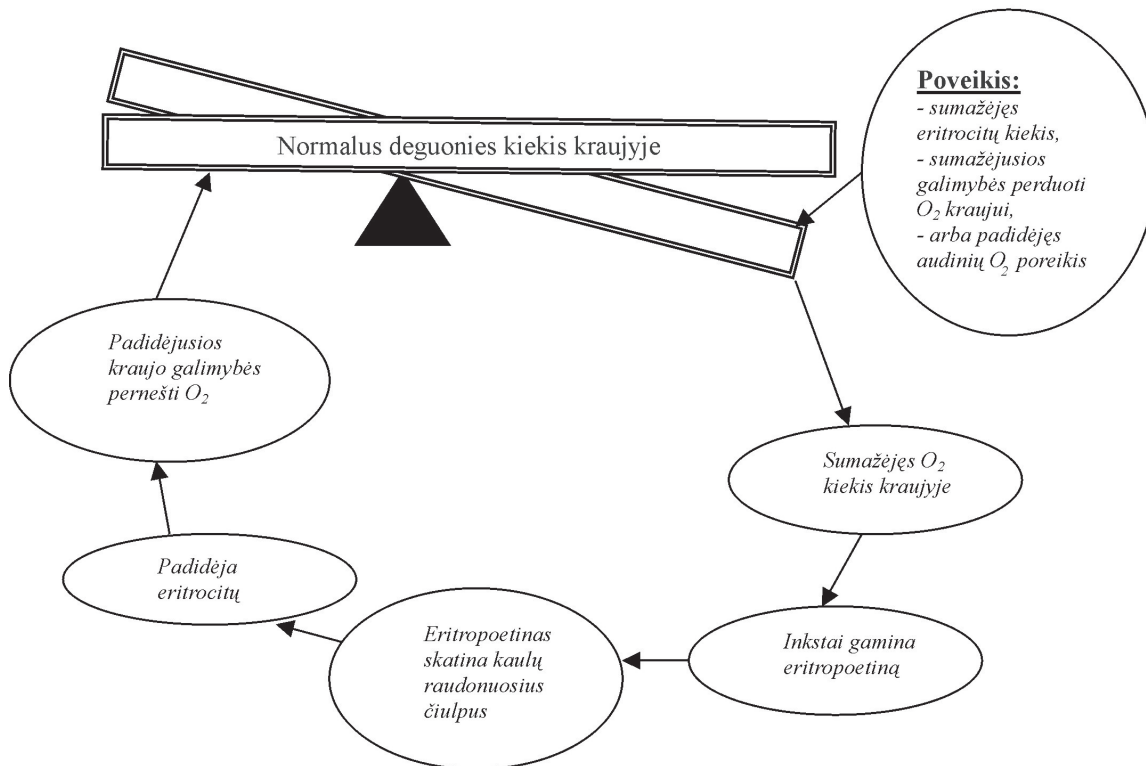 Normalus deguonies kiekis kraujyje
Poveikis:
- sumažėjęs
eritrocitų kiekis,
- sumažėjusios
galimybės perduoti
O₂ kraujui,
- arba padidėjęs
audinių O₂ poreikis
Sumažėjęs O₂
kiekis kraujyje
Inkstai gamina
eritropoetiną
Eritropoetinas
skatina kaulų
raudonuosius
čiulpus
Padidėja
eritrocitų
Padidėjusios
kraujo galimybės
pernešti O₂